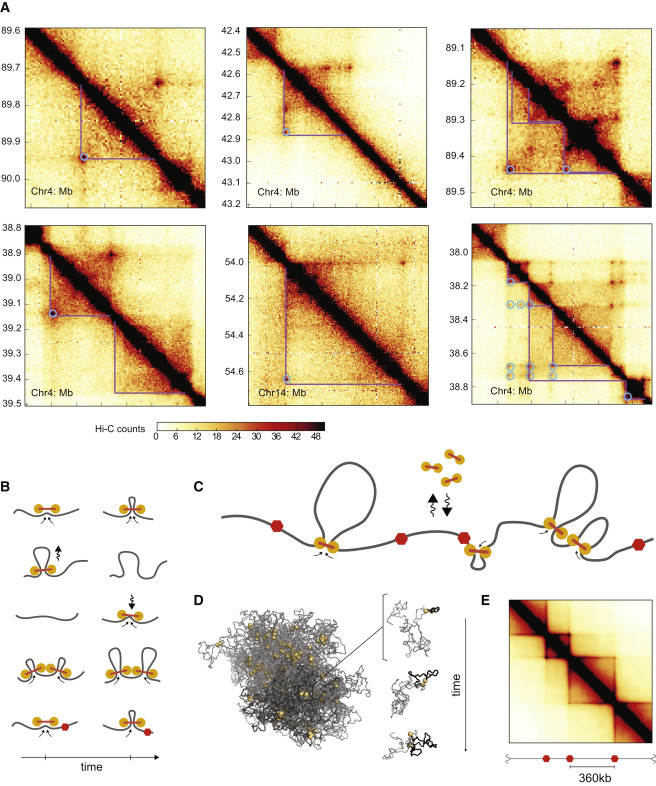 A
89.6
89.7
89.8
89.9
90.0
Chr4: Mb
42.4
42.5
42.6
42.7
42.8
42.9
43.0
43.1
43.2
Chr4: Mb
89.1
89.2
89.3
89.4
89.5
Chr4: Mb
38.8
38.9
39.0
39.1
39.2
39.3
39.4
39.5
Chr4: Mb
54.0
54.2
54.4
54.6
Chr14: Mb
38.0
38.2
38.4
38.6
38.8
Chr4: Mb
Hi-C counts
0 6 12 18 24 30 36 42 48
B
time
C
D
time
E
360kb